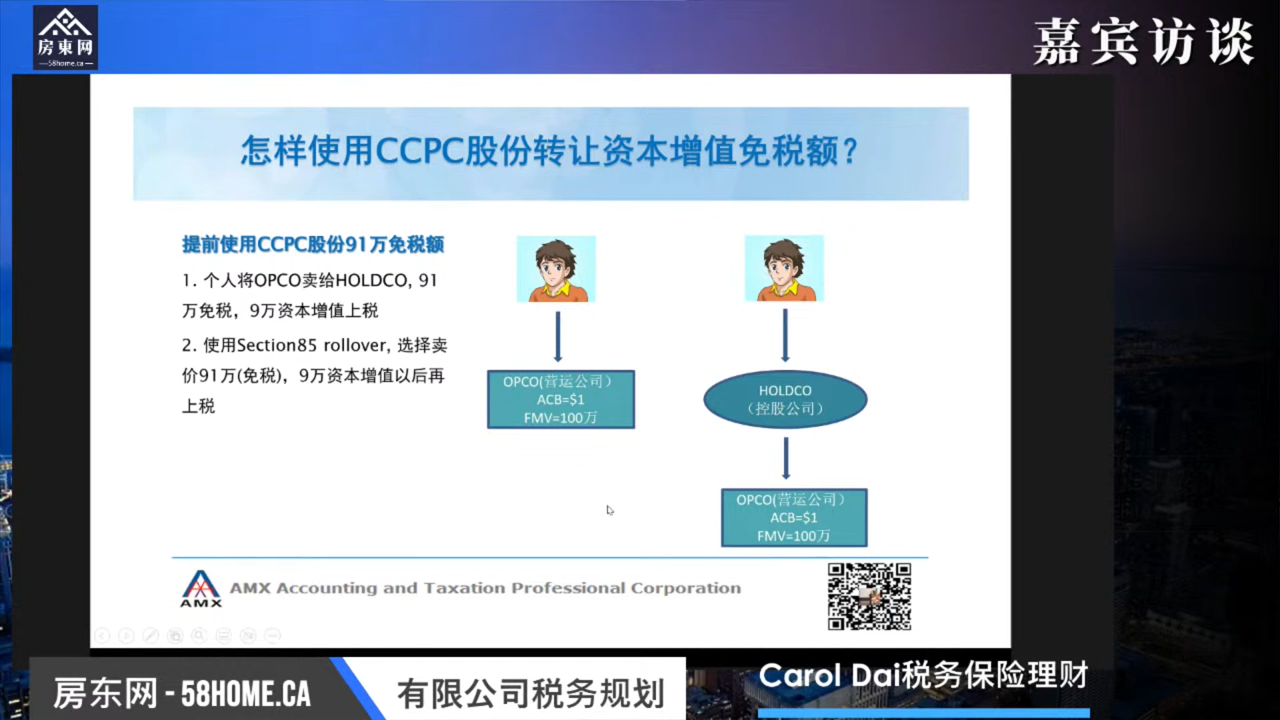 房東网
58home.ca
嘉宾访谈
怎样使用CCPC股份转让资本增值免税额？
提前使用CCPC股份91万免税额
1. 个人将OPCO卖给HOLDCO, 91
万免税，9万资本增值上税
2. 使用Section85 rollover, 选择卖
价91万(免税)，9万资本增值以后再
上税
OPCO(营运公司）
ACB=$1
FMV=100万
HOLDCO
（控股公司）
OPCO(营运公司）
ACB=$1
FMV=100万
AMX
AMX Accounting and Taxation Professional Corporation
房东网 - 58HOME.CA
有限公司税务规划
Carol Dai税务保险理财